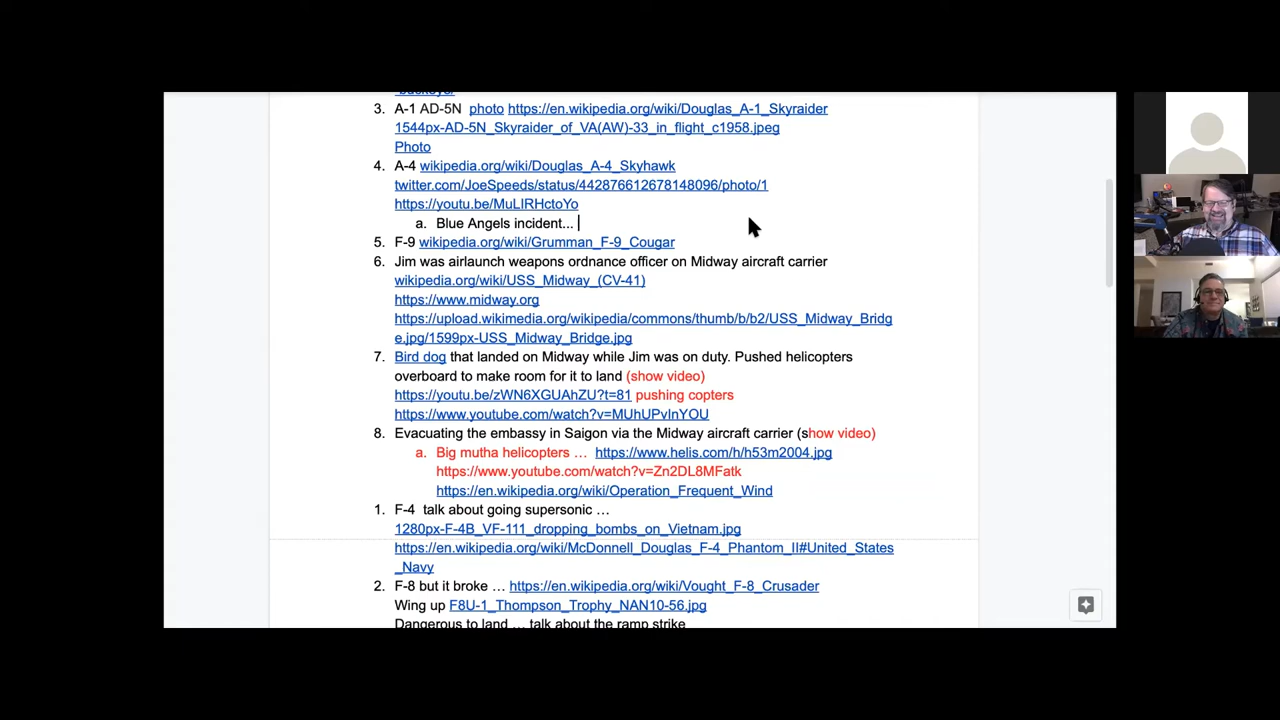 -buckeye/
3. A-1 AD-5N photo https://en.wikipedia.org/wiki/Douglas_A-1_Skyraider
1544px-AD-5N_Skyraider_of_VA(AW)-33_in_flight_c1958.jpeg
Photo
4. A-4 wikipedia.org/wiki/Douglas_A-4_Skyhawk
twitter.com/JoeSpeeds/status/442876612678148096/photo/1
https://youtu.be/MuLIRHctoYo
a. Blue Angels incident...
5. F-9 wikipedia.org/wiki/Grumman_F-9_Cougar
6. Jim was airlaunch weapons ordnance officer on Midway aircraft carrier
wikipedia.org/wiki/USS_Midway_(CV-41)
https://www.midway.org
https://upload.wikimedia.org/wikipedia/commons/thumb/b/b2/USS_Midway_Bridg
e.jpg/1599px-USS_Midway_Bridge.jpg
7. Bird dog that landed on Midway while Jim was on duty. Pushed helicopters
overboard to make room for it to land (show video)
https://youtu.be/zWN6XGUAhZU?t=81 pushing copters
https://www.youtube.com/watch?v=MUhUPvInYOU
8. Evacuating the embassy in Saigon via the Midway aircraft carrier (show video)
a. Big mutha helicopters … https://www.helis.com/h/h53m2004.jpg
https://www.youtube.com/watch?v=Zn2DL8MFatk
https://en.wikipedia.org/wiki/Operation_Frequent_Wind
1. F-4 talk about going supersonic …
1280px-F-4B_VF-111_dropping_bombs_on_Vietnam.jpg
https://en.wikipedia.org/wiki/McDonnell_Douglas_F-4_Phantom_II#United_States
_Navy
2. F-8 but it broke … https://en.wikipedia.org/wiki/Vought_F-8_Crusader
Wing up F8U-1_Thompson_Trophy_NAN10-56.jpg
Dangerous to land … talk about the ramp strike